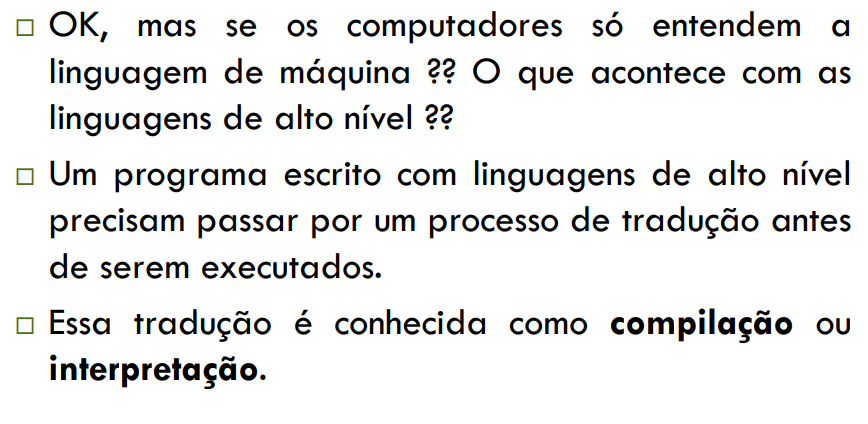 OK, mas se os computadores só entendem a
linguagem de máquina ?? O que acontece com as
linguagens de alto nível ??
Um programa escrito com linguagens de alto nível
precisam passar por um processo de tradução antes
de serem executados.
Essa tradução é conhecida como compilação ou
interpretação.